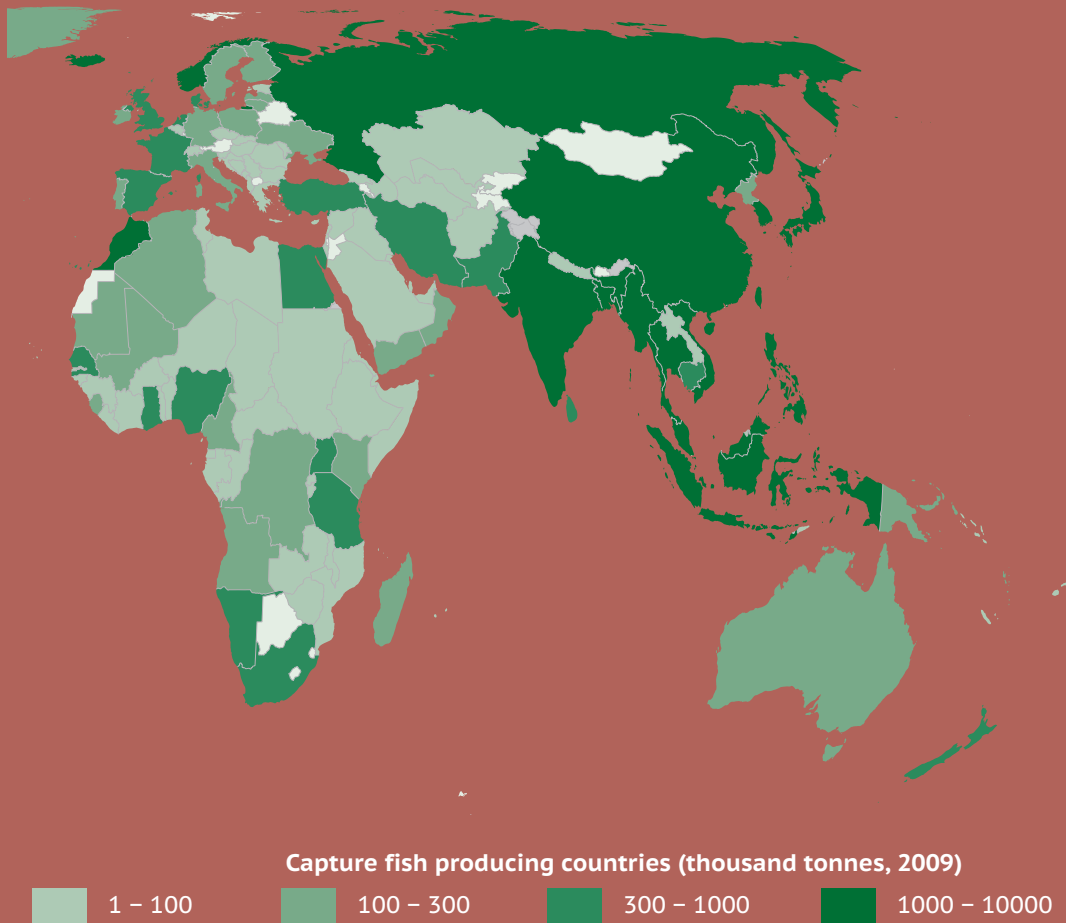 Capture fish producing countries (thousand tonnes, 2009)
1 – 100 100 – 300 300 – 1000 1000 – 10000